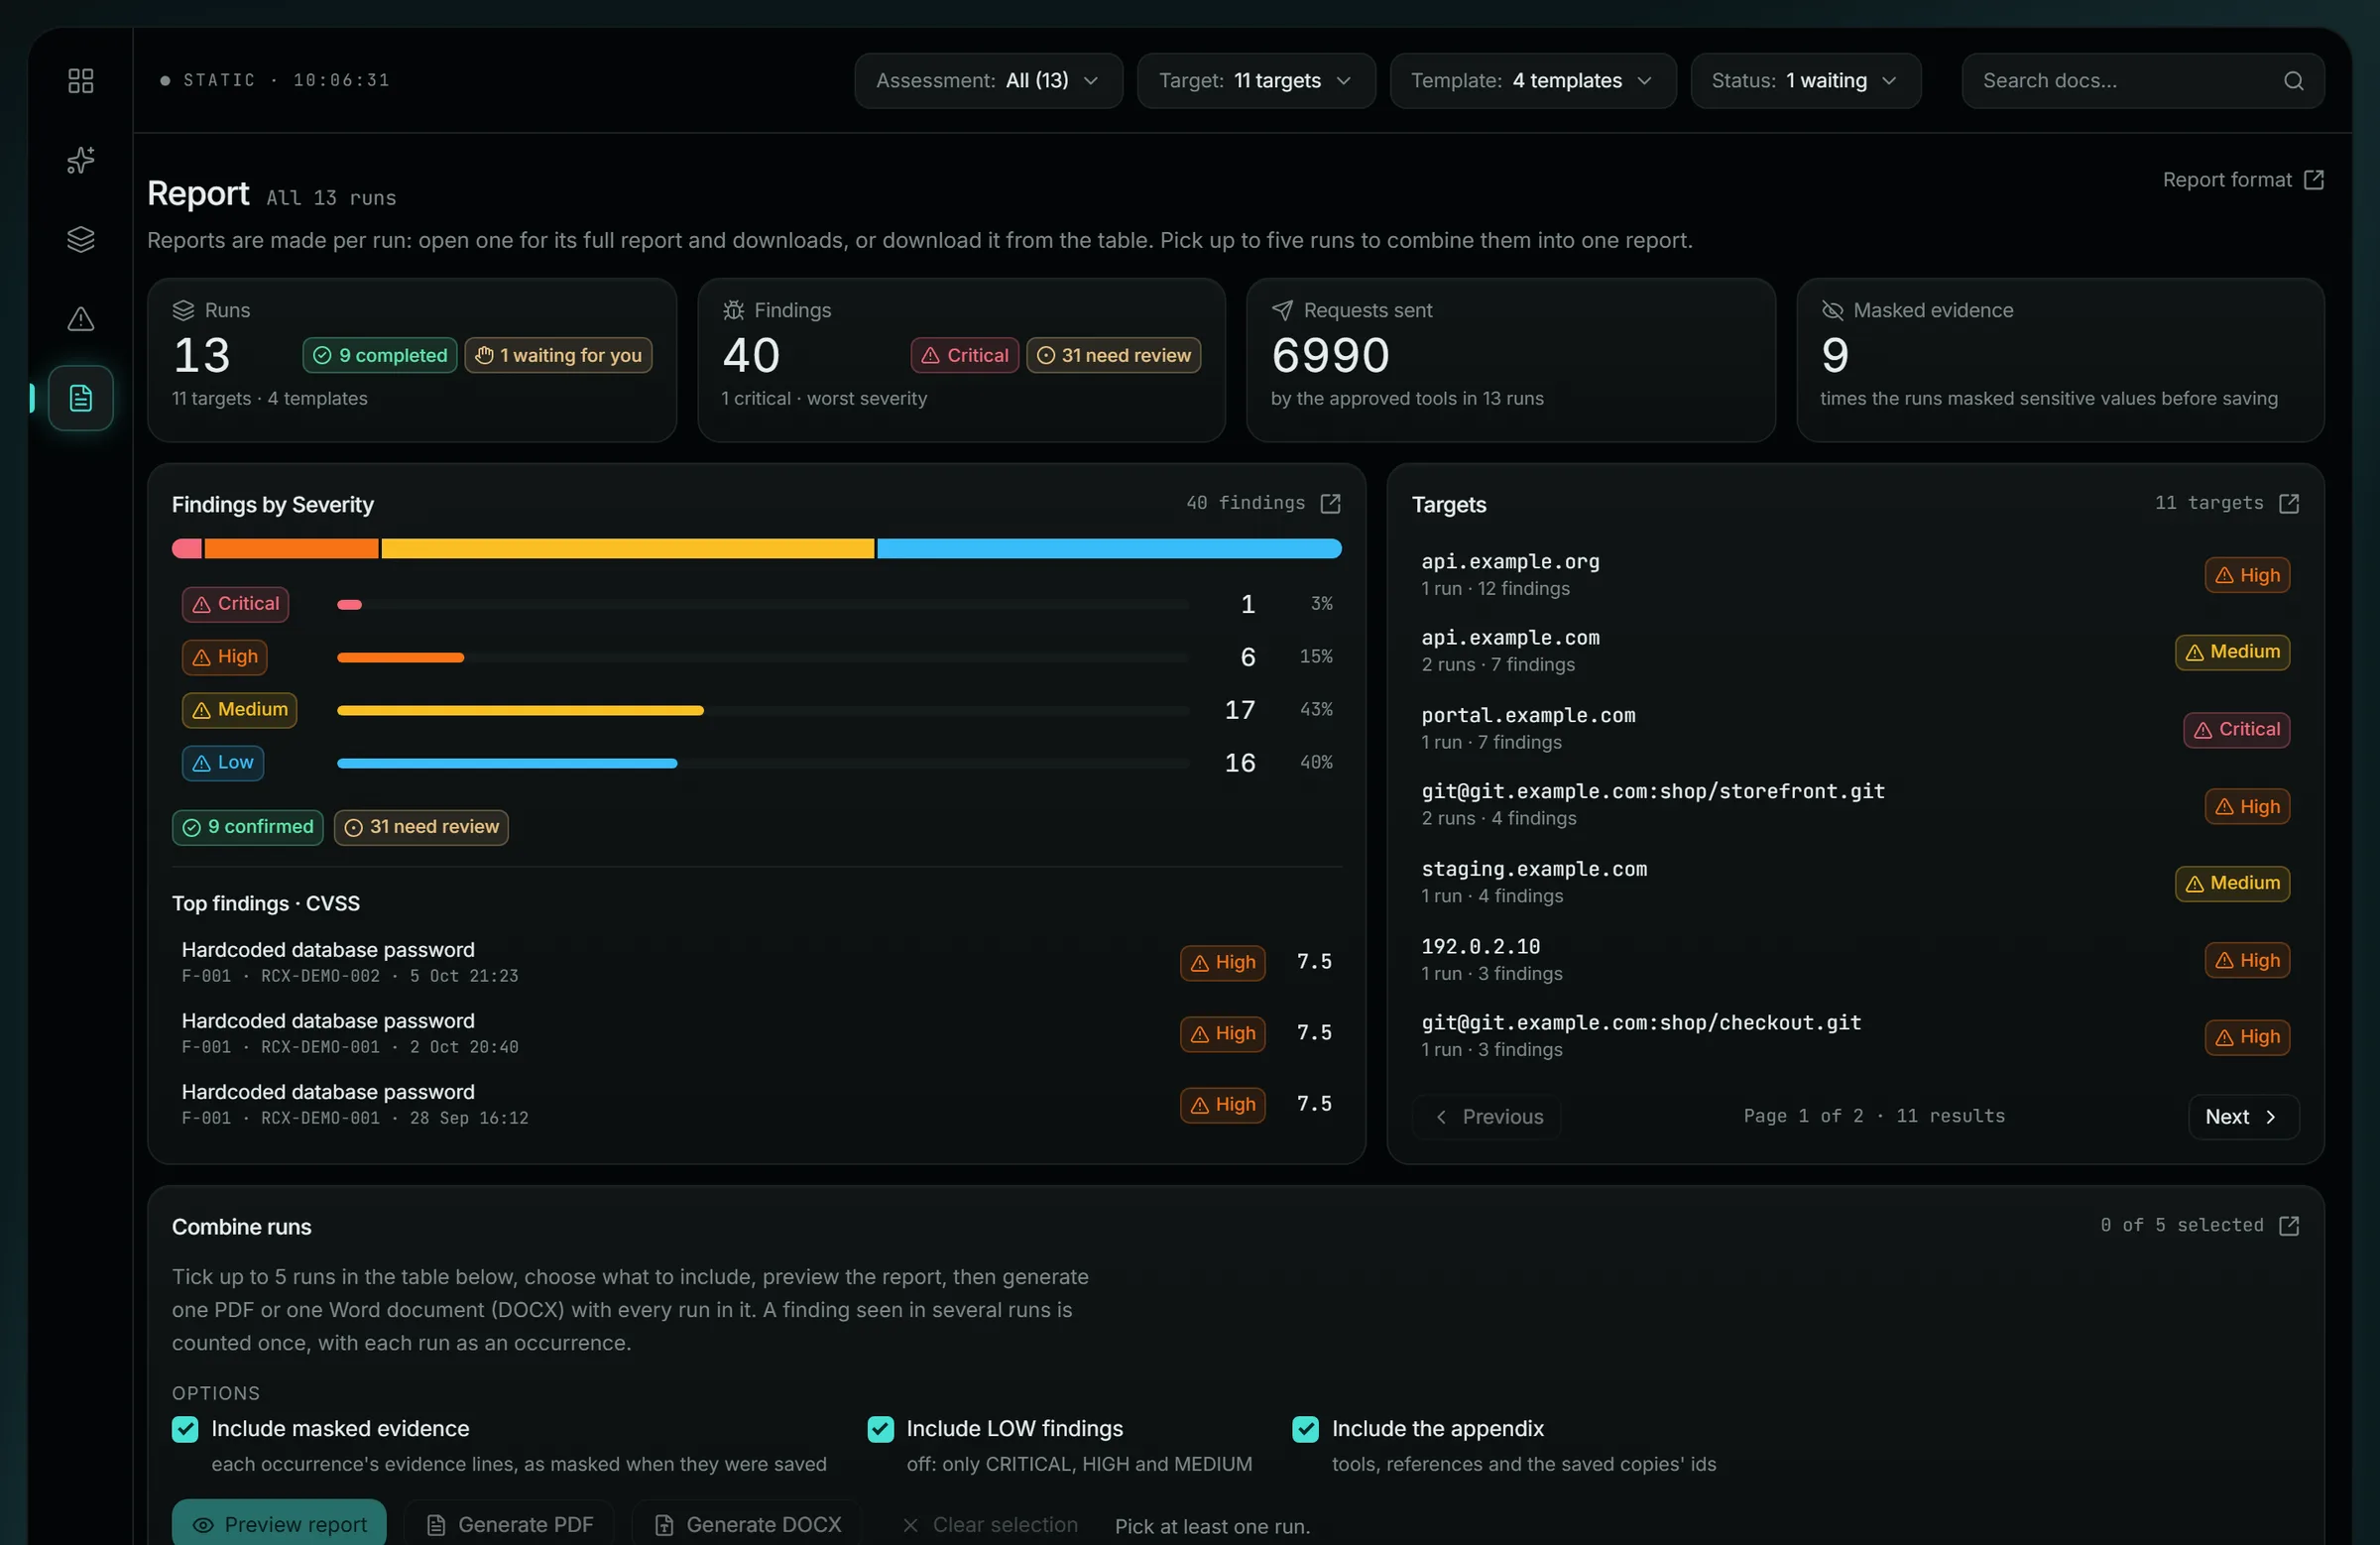 STATIC · 10:06:31
Assessment: All (13)
Target: 11 targets
Template: 4 templates
Status: 1 waiting
Search docs...
Report All 13 runs
Report format
Reports are made per run: open one for its full report and downloads, or download it from the table. Pick up to five runs to combine them into one report.
Runs
13
9 completed
1 waiting for you
11 targets · 4 templates
Findings
40
Critical
31 need review
1 critical · worst severity
Requests sent
6990
by the approved tools in 13 runs
Masked evidence
9
times the runs masked sensitive values before saving
Findings by Severity
40 findings
Critical 1 3%
High 6 15%
Medium 17 43%
Low 16 40%
9 confirmed
31 need review
Top findings · CVSS
Hardcoded database password
F-001 · RCX-DEMO-002 · 5 Oct 21:23
High 7.5
Hardcoded database password
F-001 · RCX-DEMO-001 · 2 Oct 20:40
High 7.5
Hardcoded database password
F-001 · RCX-DEMO-001 · 28 Sep 16:12
High 7.5
Targets
11 targets
api.example.org
1 run · 12 findings
High
api.example.com
2 runs · 7 findings
Medium
portal.example.com
1 run · 7 findings
Critical
git@git.example.com:shop/storefront.git
2 runs · 4 findings
High
staging.example.com
1 run · 4 findings
Medium
192.0.2.10
1 run · 3 findings
High
git@git.example.com:shop/checkout.git
1 run · 3 findings
High
Previous
Page 1 of 2 · 11 results
Next
Combine runs
0 of 5 selected
Tick up to 5 runs in the table below, choose what to include, preview the report, then generate
one PDF or one Word document (DOCX) with every run in it. A finding seen in several runs is
counted once, with each run as an occurrence.
OPTIONS
Include masked evidence
each occurrence's evidence lines, as masked when they were saved
Include LOW findings
off: only CRITICAL, HIGH and MEDIUM
Include the appendix
tools, references and the saved copies' ids
Preview report
Generate PDF
Generate DOCX
Clear selection
Pick at least one run.